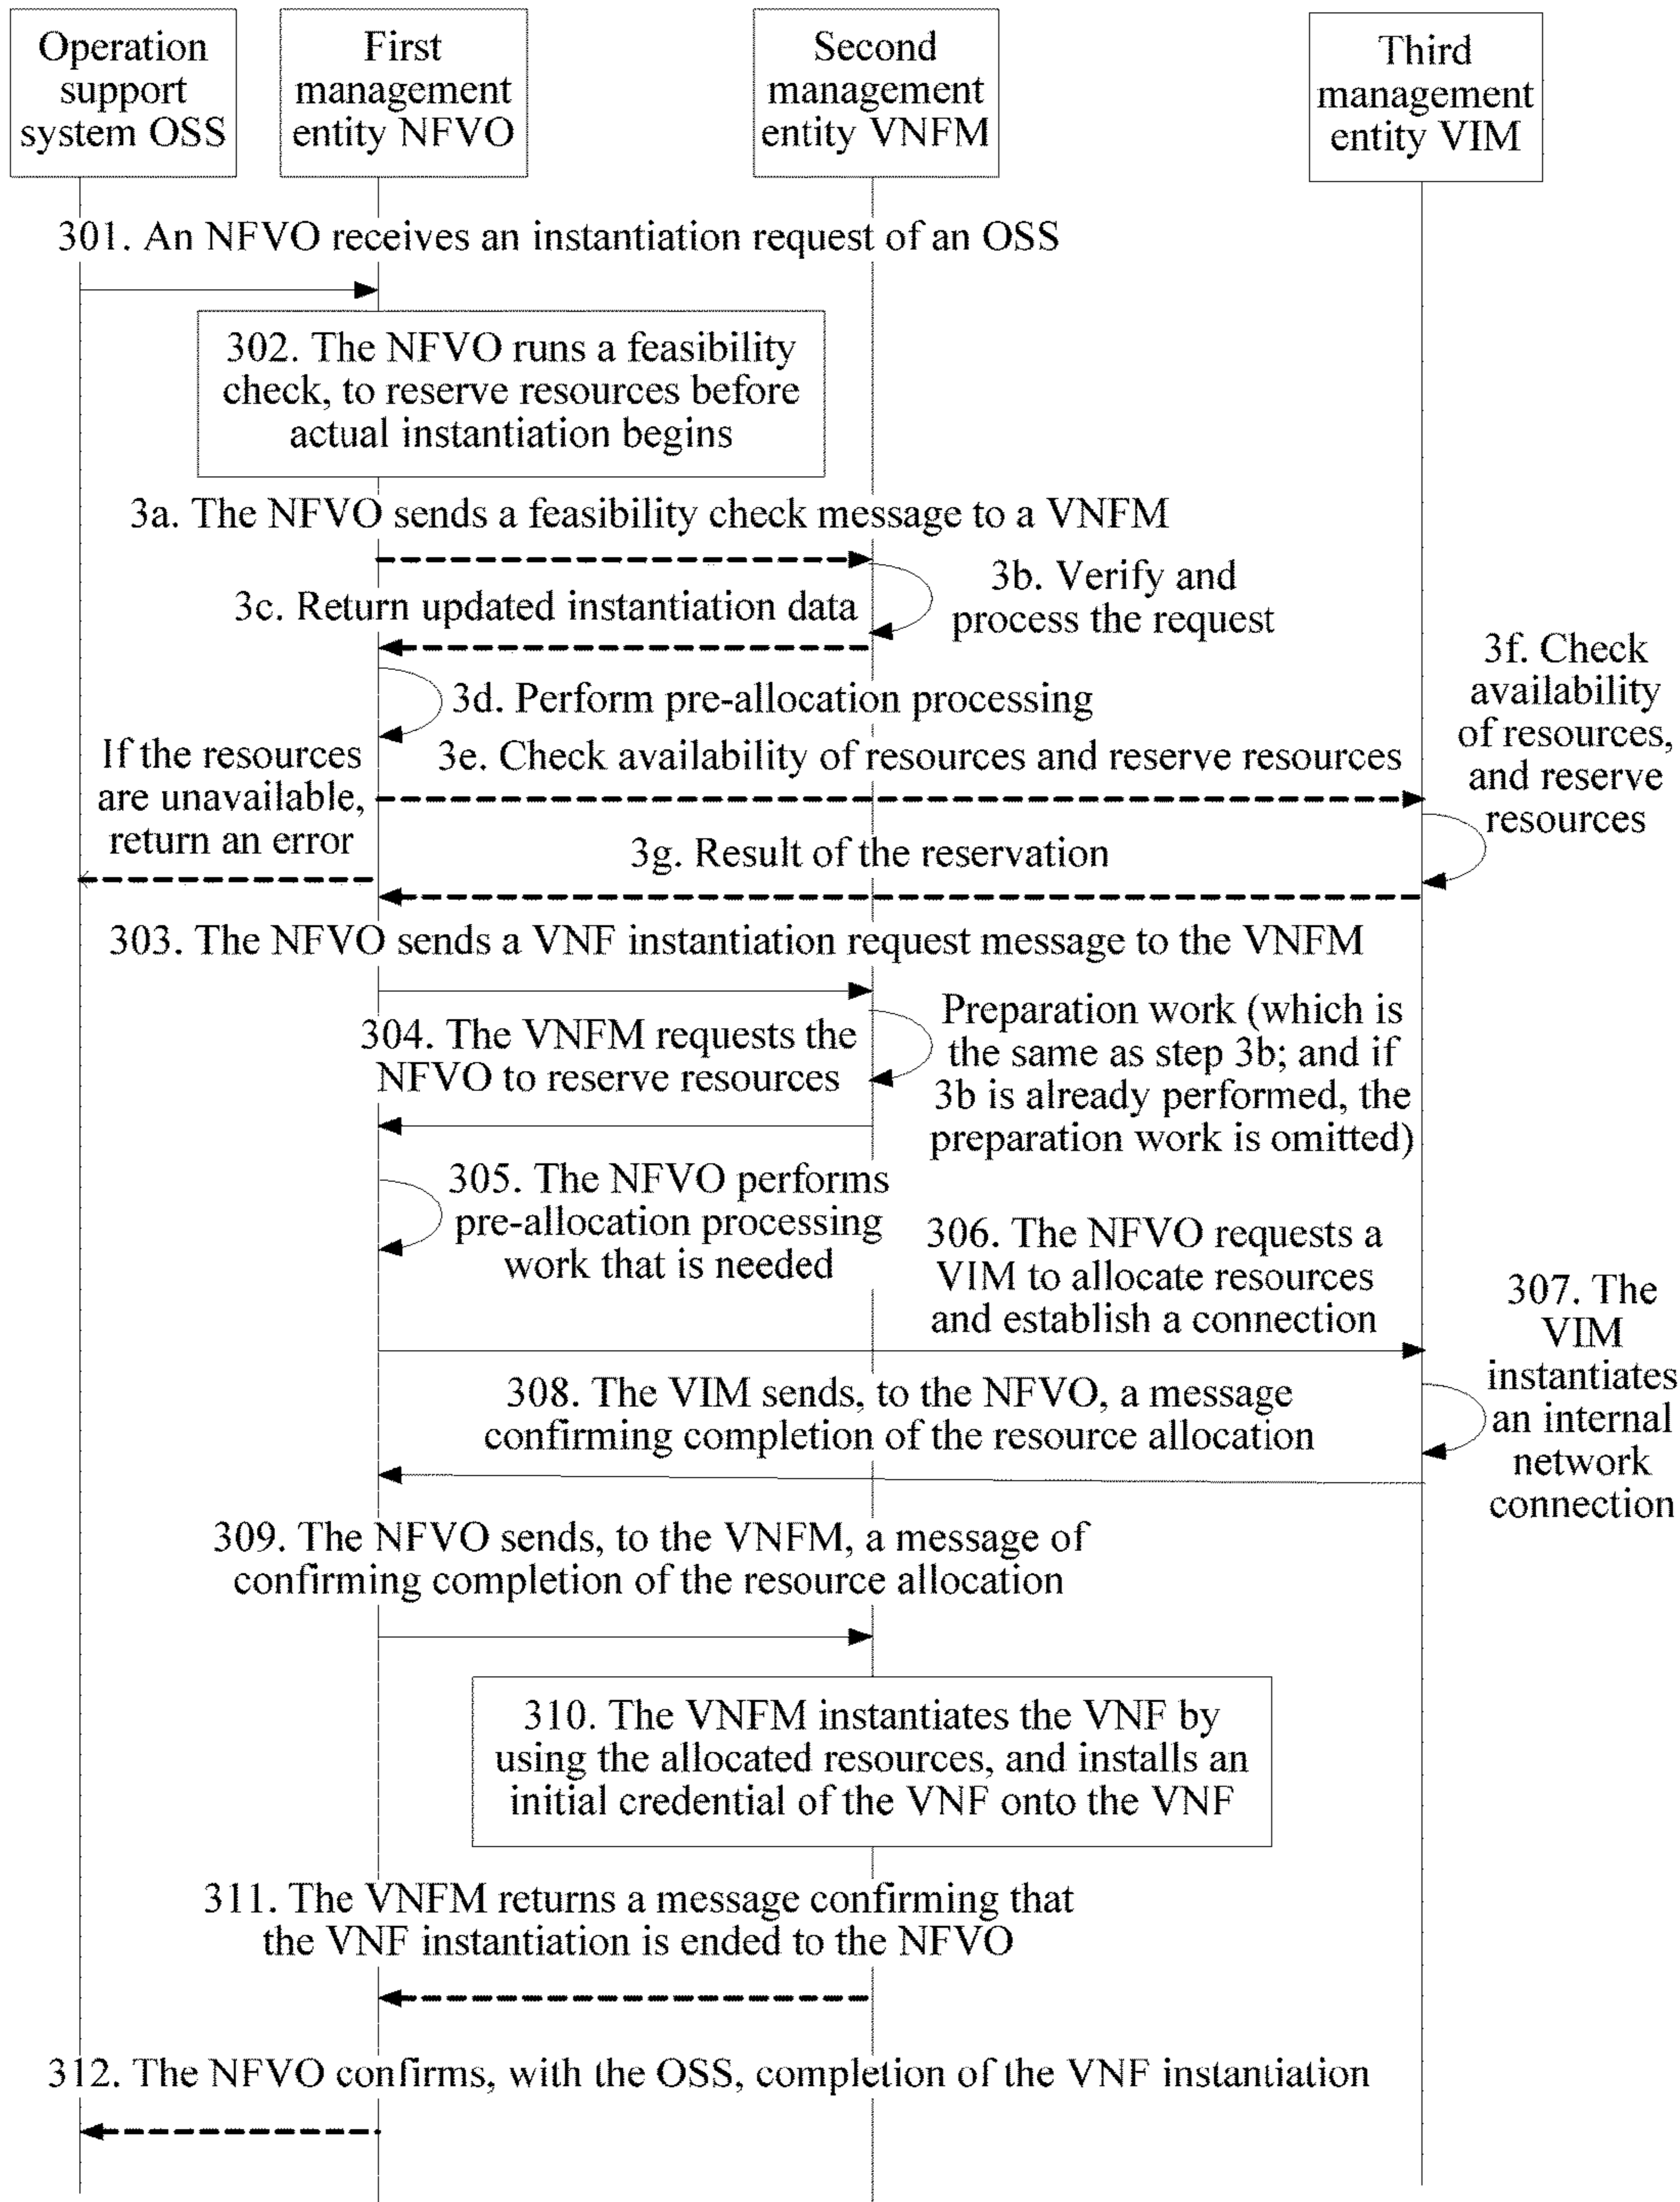 Operation
support
system OSS
First
management
entity NFVO
Second
management
entity VNFM
Third
management
entity VIM
301. An NFVO receives an instantiation request of an OSS
302. The NFVO runs a feasibility
check, to reserve resources before
actual instantiation begins
3a. The NFVO sends a feasibility check message to a VNFM
3b. Verify and
process the request
3c. Return updated instantiation data
3d. Perform pre-allocation processing
3e. Check availability of resources and reserve resources
3f. Check
availability
of resources,
and reserve
resources
If the resources
are unavailable,
return an error
3g. Result of the reservation
303. The NFVO sends a VNF instantiation request message to the VNFM
Preparation work (which is
the same as step 3b; and if
3b is already performed, the
preparation work is omitted)
304. The VNFM requests the
NFVO to reserve resources
305. The NFVO performs
pre-allocation processing
work that is needed
306. The NFVO requests a
VIM to allocate resources
and establish a connection
307. The
VIM
instantiates
an internal
network
connection
308. The VIM sends, to the NFVO, a message
confirming completion of the resource allocation
309. The NFVO sends, to the VNFM, a message of
confirming completion of the resource allocation
310. The VNFM instantiates the VNF by
using the allocated resources, and installs an
initial credential of the VNF onto the VNF
311. The VNFM returns a message confirming that
the VNF instantiation is ended to the NFVO
312. The NFVO confirms, with the OSS, completion of the VNF instantiation